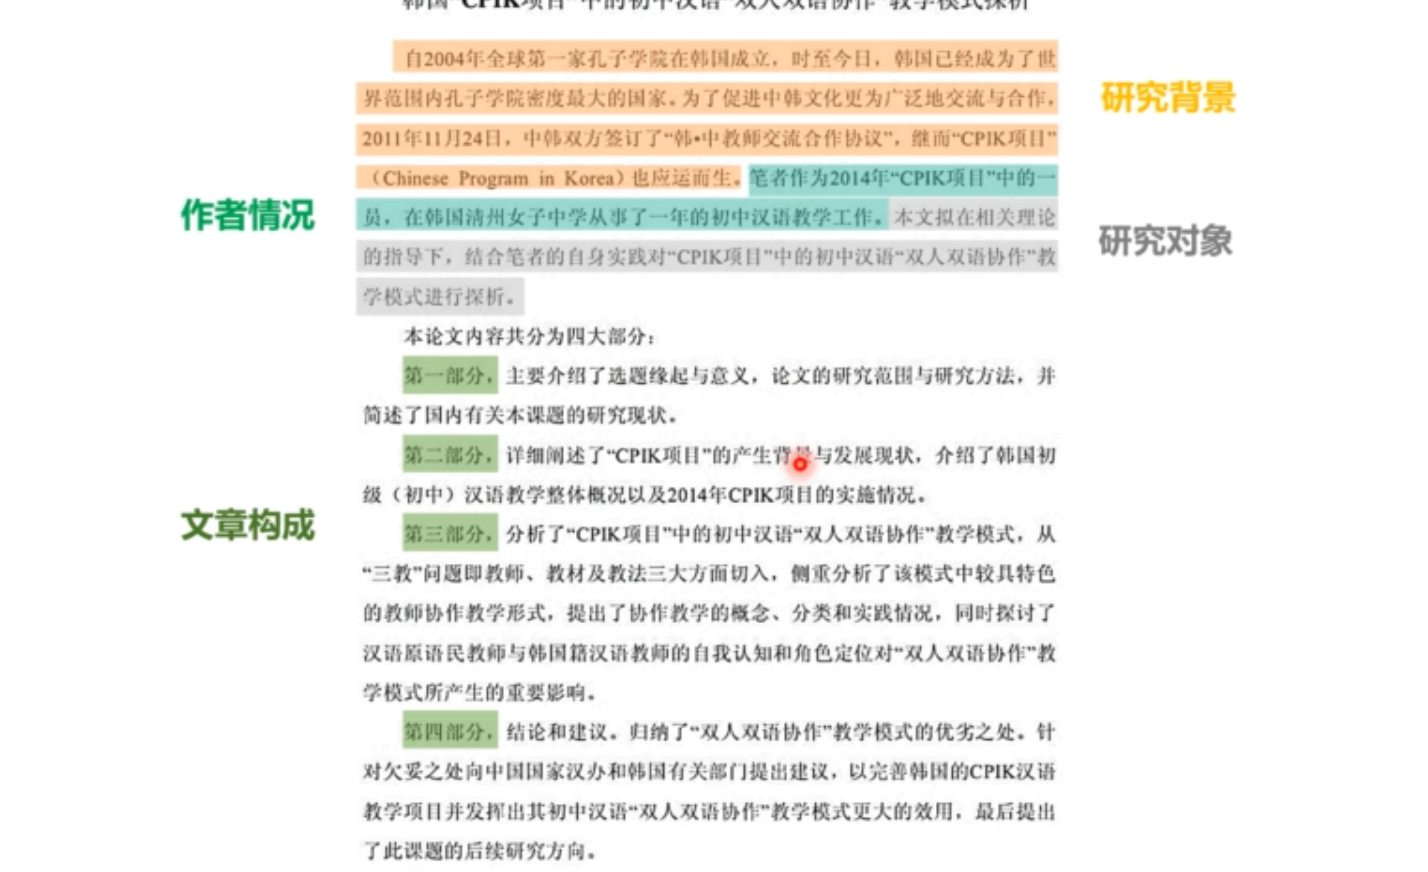 韩国“CPIK项目”中的初中汉语“双人双语协作”教学模式探析
自2004年全球第一家孔子学院在韩国成立，时至今日，韩国已经成为了世
界范围内孔子学院密度最大的国家。为了促进中韩文化更为广泛地交流与合作，
研究背景
2011年11月24日，中韩双方签订了“韩•中教师交流合作协议”，继而“CPIK项目”
（Chinese Program in Korea）也应运而生。笔者作为2014年“CPIK项目”中的一
作者情况
员，在韩国清州女子中学从事了一年的初中汉语教学工作。本文拟在相关理论
研究对象
的指导下，结合笔者的自身实践对“CPIK项目”中的初中汉语“双人双语协作”教
学模式进行探析。
本论文内容共分为四大部分：
第一部分，主要介绍了选题缘起与意义，论文的研究范围与研究方法，并
简述了国内有关本课题的研究现状。
第二部分，详细阐述了“CPIK项目”的产生背景与发展现状，介绍了韩国初
级（初中）汉语教学整体概况以及2014年CPIK项目的实施情况。
文章构成
第三部分，分析了“CPIK项目”中的初中汉语“双人双语协作”教学模式，从
“三教”问题即教师、教材及教法三大方面切入，侧重分析了该模式中较具特色
的教师协作教学形式，提出了协作教学的概念、分类和实践情况，同时探讨了
汉语原语民教师与韩国籍汉语教师的自我认知和角色定位对“双人双语协作”教
学模式所产生的重要影响。
第四部分，结论和建议。归纳了“双人双语协作”教学模式的优劣之处。针
对欠妥之处向中国国家汉办和韩国有关部门提出建议，以完善韩国的CPIK汉语
教学项目并发挥出其初中汉语“双人双语协作”教学模式更大的效用，最后提出
了此课题的后续研究方向。